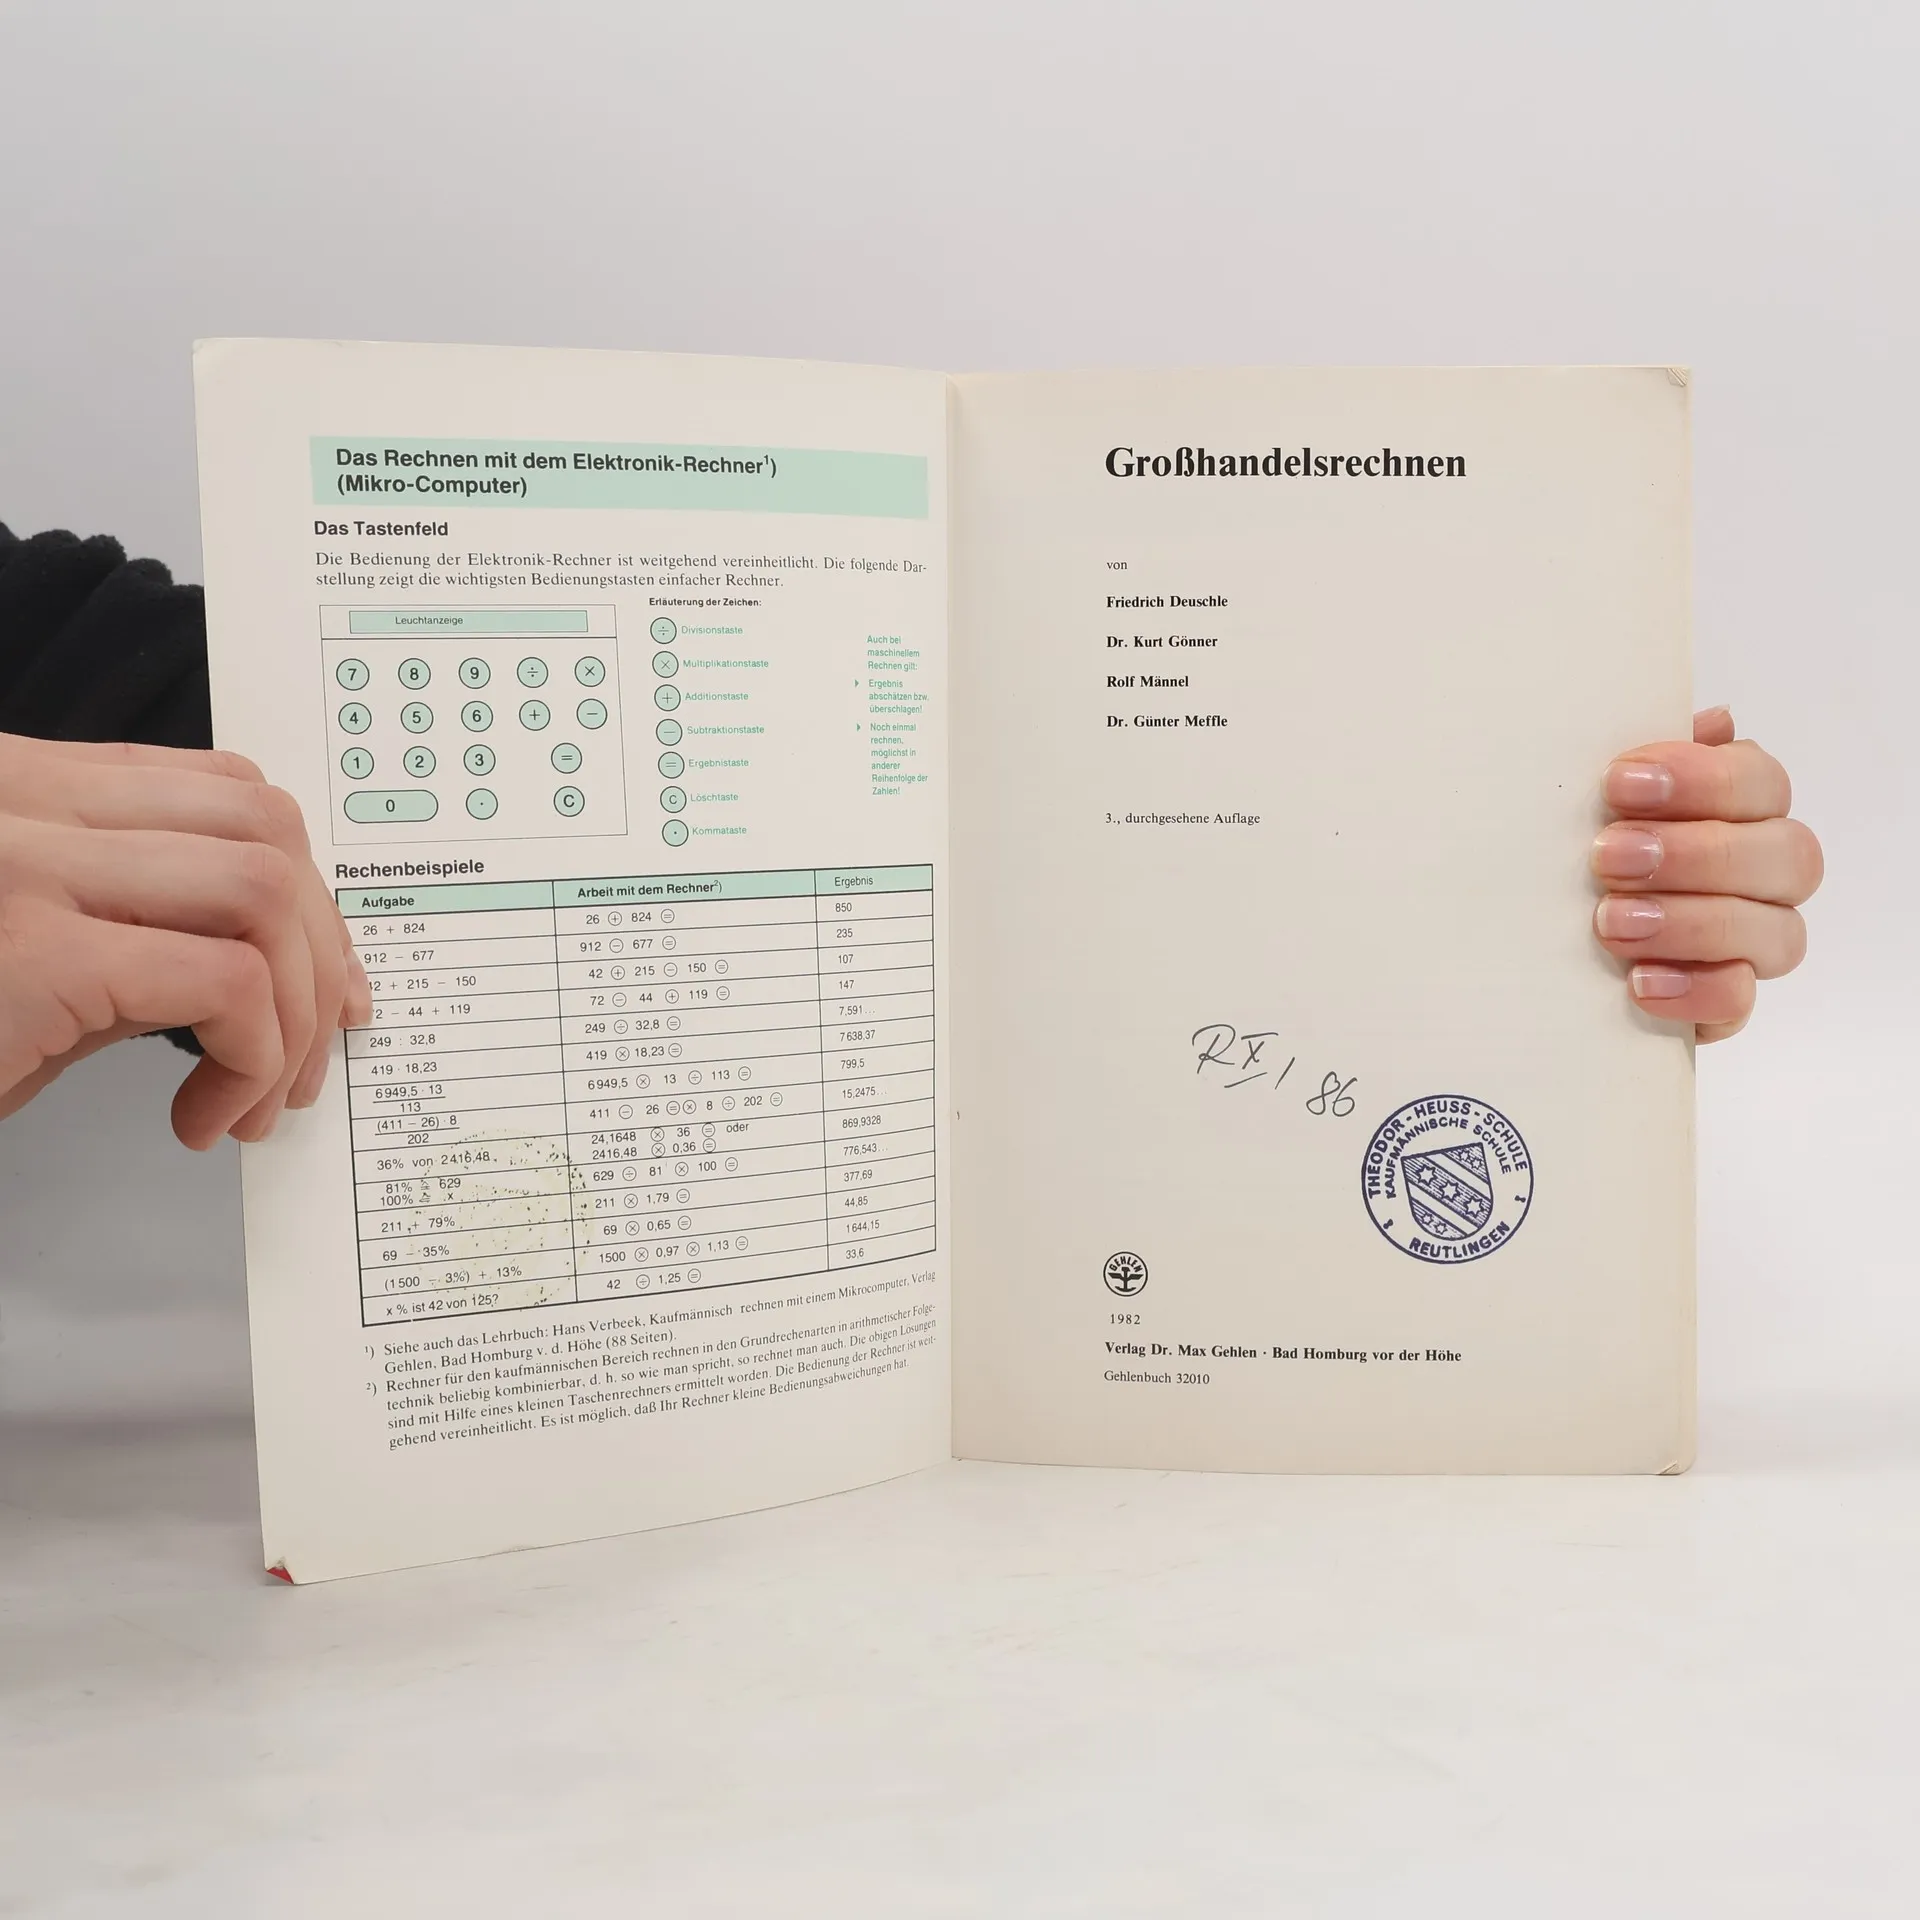 Das Rechnen mit dem Elektronik-Rechner¹)
(Mikro-Computer)
Das Tastenfeld
Die Bedienung der Elektronik-Rechner ist weitgehend vereinheitlicht. Die folgende Dar-
stellung zeigt die wichtigsten Bedienungstasten einfacher Rechner.
Leuchtanzeige
7 8 9 ÷ ×
4 5 6 + −
1 2 3 =
0 · C
Erläuterung der Zeichen:
÷ Divisionstaste
× Multiplikationstaste
+ Additionstaste
− Subtraktionstaste
= Ergebnistaste
C Löschtaste
· Kommataste
Auch bei
maschinellem
Rechnen gilt:
Ergebnis
abschätzen bzw.
überschlagen!
Noch einmal
rechnen,
möglichst in
anderer
Reihenfolge der
Zahlen!
Rechenbeispiele
Aufgabe Arbeit mit dem Rechner²) Ergebnis
26 + 824 26 + 824 = 850
912 − 677 912 − 677 = 235
2 + 215 − 150 42 + 215 − 150 = 107
2 − 44 + 119 72 − 44 + 119 = 147
249 : 32,8 249 ÷ 32,8 = 7,591...
419 · 18,23 419 × 18,23 = 7638,37
6949,5 · 13
113 6949,5 × 13 ÷ 113 = 799,5
(411 − 26) · 8
202 411 − 26 = × 8 ÷ 202 = 15,2475...
36% von 2416,48 24,1648 × 36 = oder
2416,48 × 0,36 = 869,9328
81% ≙ 629
100% ≙ x 629 ÷ 81 × 100 = 776,543...
211 + 79% 211 × 1,79 = 377,69
69 − 35% 69 × 0,65 = 44,85
(1500 − 3%) + 13% 1500 × 0,97 × 1,13 = 1644,15
x % ist 42 von 125? 42 ÷ 1,25 = 33,6
¹) Siehe auch das Lehrbuch: Hans Verbeek, Kaufmännisch rechnen mit einem Mikrocomputer, Verlag
Gehlen, Bad Homburg v. d. Höhe (88 Seiten).
²) Rechner für den kaufmännischen Bereich rechnen in den Grundrechenarten in arithmetischer Folge-
technik beliebig kombinierbar, d. h. so wie man spricht, so rechnet man auch. Die obigen Lösungen
sind mit Hilfe eines kleinen Taschenrechners ermittelt worden. Die Bedienung der Rechner ist weit-
gehend vereinheitlicht. Es ist möglich, daß Ihr Rechner kleine Bedienungsabweichungen hat.
Großhandelsrechnen
von
Friedrich Deuschle
Dr. Kurt Gönner
Rolf Männel
Dr. Günter Meffle
3., durchgesehene Auflage
R X / 86
THEODOR-HEUSS-SCHULE
KAUFMÄNNISCHE SCHULE
REUTLINGEN
GEHLEN
1982
Verlag Dr. Max Gehlen · Bad Homburg vor der Höhe
Gehlenbuch 32010